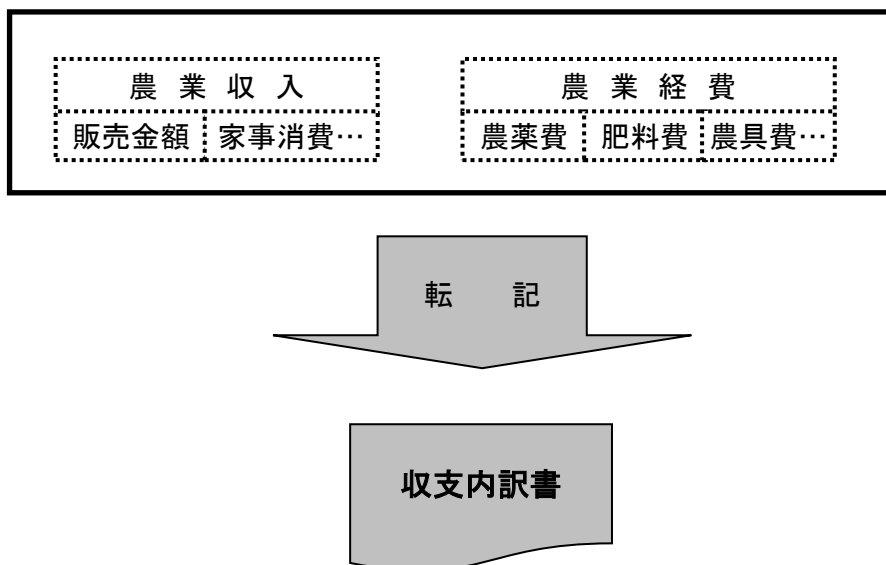 農業収入
農業経費
販売金額 家事消費…
農薬費 肥料費 農具費…
転記
収支内訳書